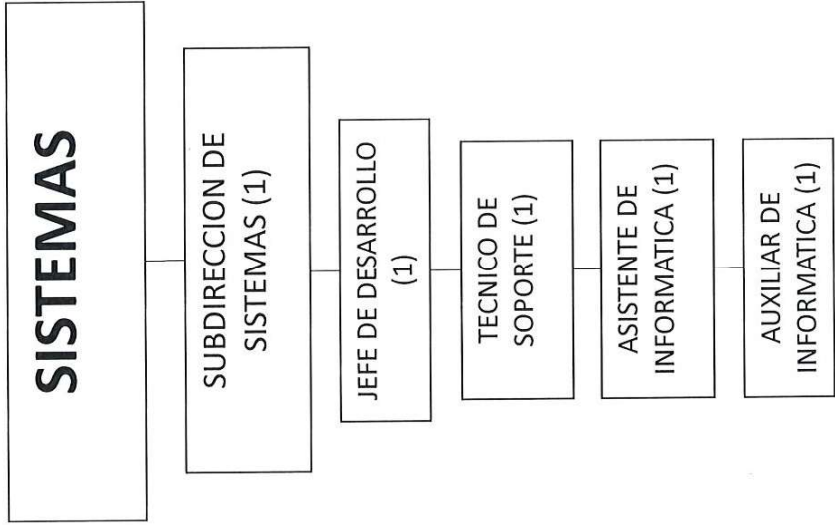 SISTEMAS
SUBDIRECCION DE
SISTEMAS (1)
JEFE DE DESARROLLO
(1)
TECNICO DE
SOPORTE (1)
ASISTENTE DE
INFORMATICA (1)
AUXILIAR DE
INFORMATICA (1)